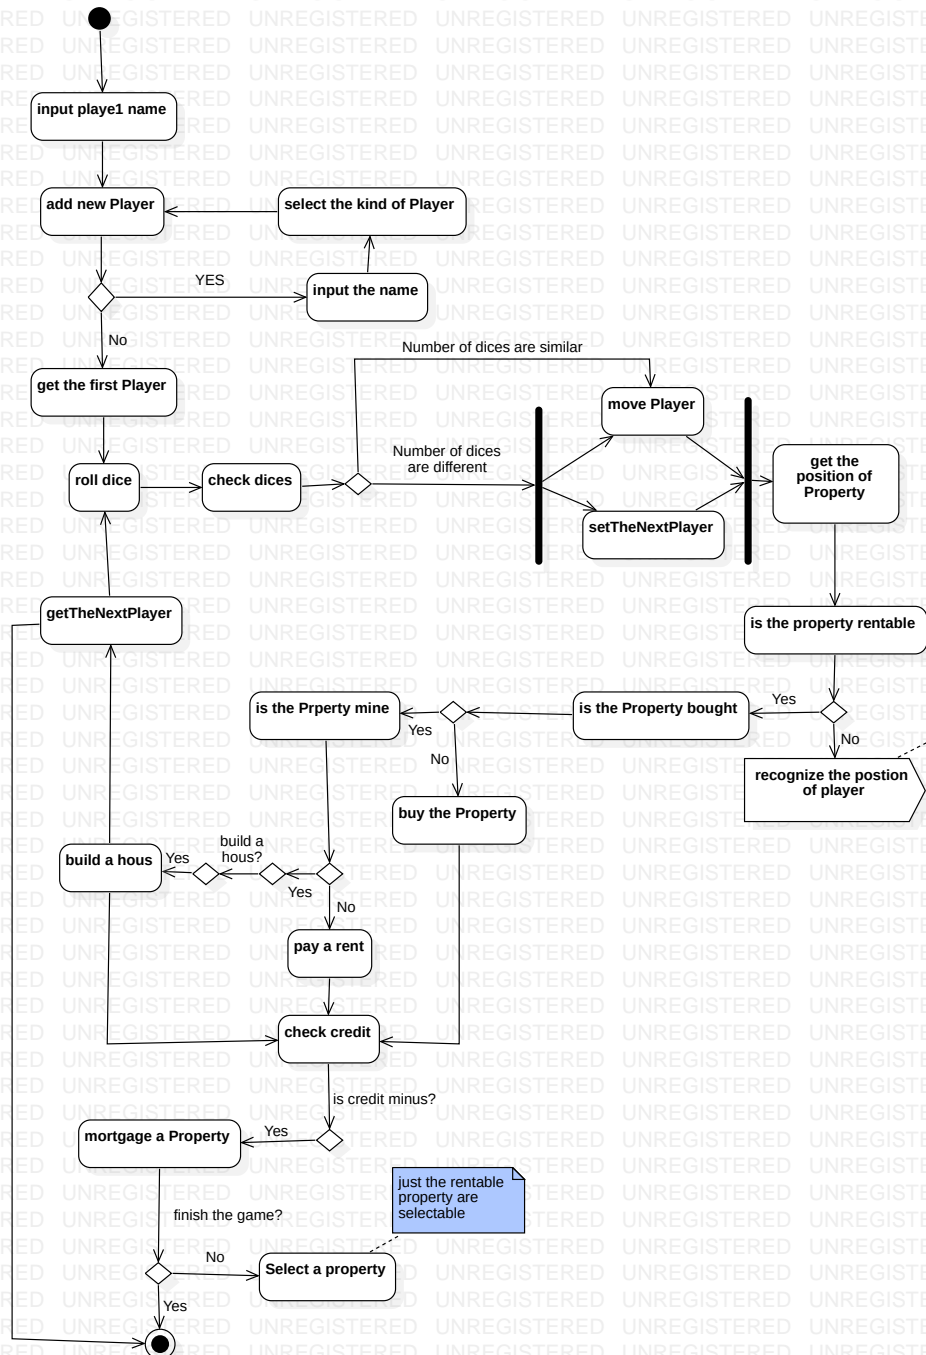 input playe1 name
add new Player
select the kind of Player
YES
input the name
No
get the first Player
Number of dices are similar
move Player
Number of dices
are different
roll dice
check dices
get the
position of
Property
setTheNextPlayer
getTheNextPlayer
is the property rentable
is the Prperty mine
Yes
is the Property bought
Yes
No
No
recognize the postion
of player
buy the Property
build a
hous?
build a hous
Yes
Yes
No
pay a rent
check credit
is credit minus?
mortgage a Property
Yes
just the rentable
property are
selectable
finish the game?
No
Select a property
Yes
UNREGISTERED